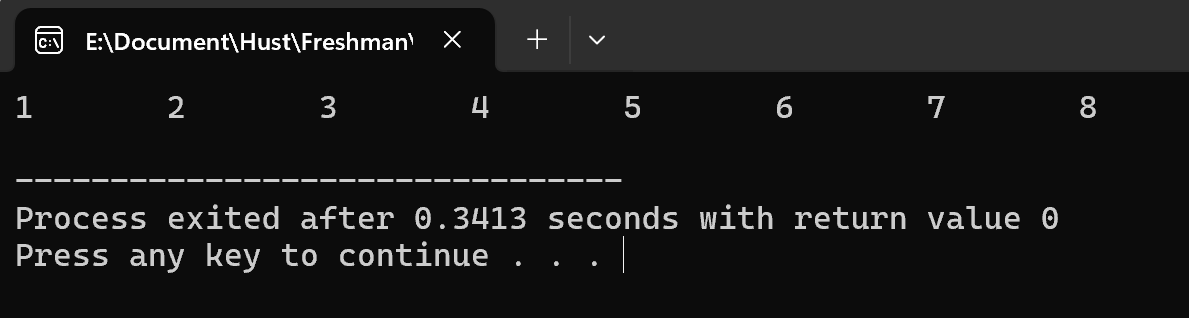 E:\Document\Hust\Freshman\
1 2 3 4 5 6 7 8
--------------------------------
Process exited after 0.3413 seconds with return value 0
Press any key to continue . . .